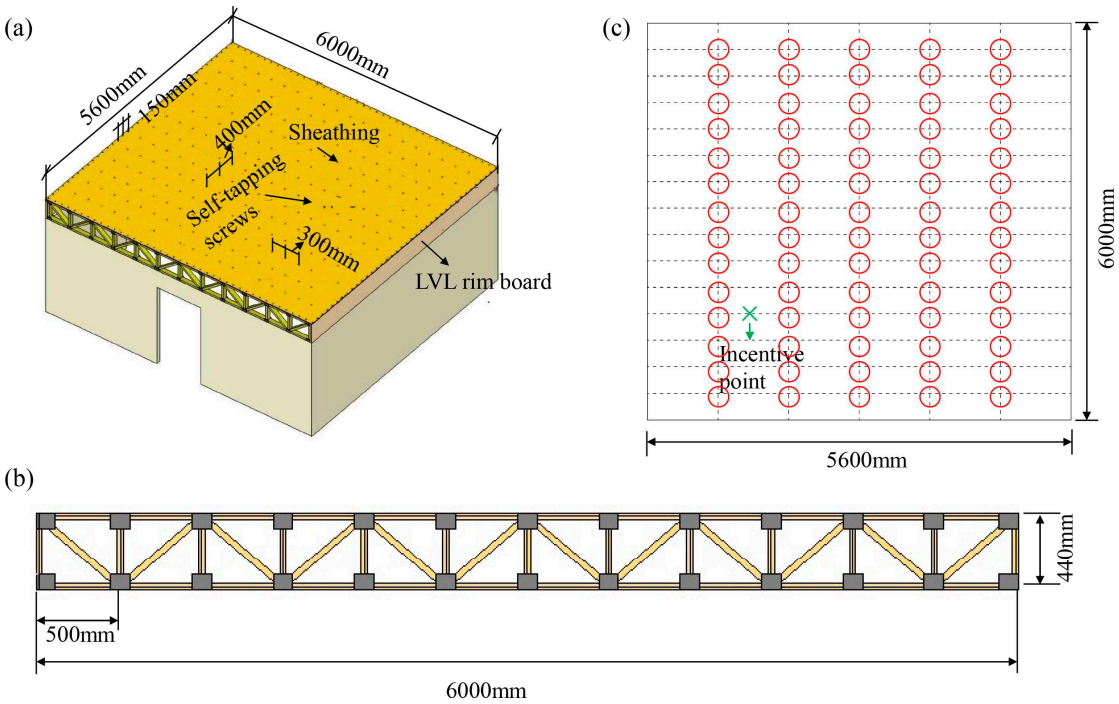 (a)
5600mm
6000mm
150mm
400mm
Sheathing
Self-tapping
screws
300mm
LVL rim board
(c)
Incentive
point
6000mm
5600mm
(b)
440mm
500mm
6000mm